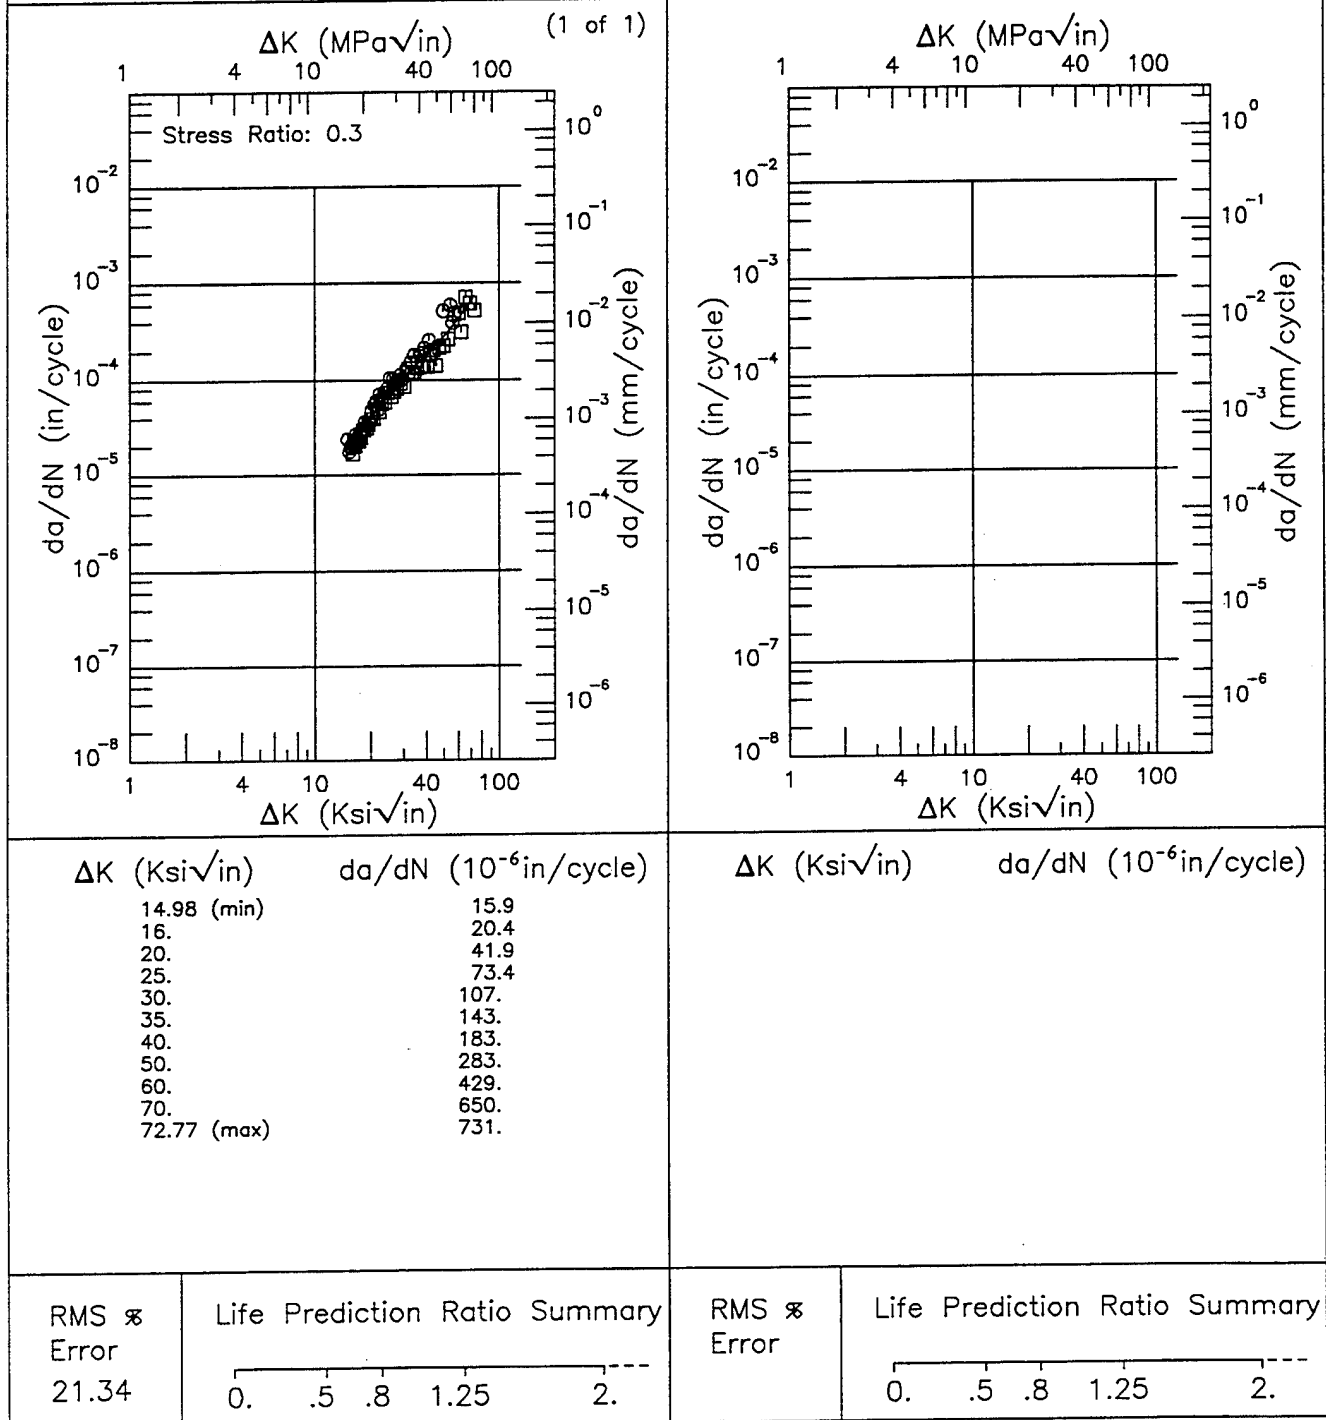 (1 of 1)
ΔK (MPa√in)
1 4 10 40 100
Stress Ratio: 0.3
da/dN (in/cycle)
10⁻²
10⁻³
10⁻⁴
10⁻⁵
10⁻⁶
10⁻⁷
10⁻⁸
10⁰
10⁻¹
10⁻²
10⁻³
10⁻⁴
10⁻⁵
10⁻⁶
da/dN (mm/cycle)
1 4 10 40 100
ΔK (Ksi√in)
ΔK (MPa√in)
1 4 10 40 100
da/dN (in/cycle)
10⁻²
10⁻³
10⁻⁴
10⁻⁵
10⁻⁶
10⁻⁷
10⁻⁸
10⁰
10⁻¹
10⁻²
10⁻³
10⁻⁴
10⁻⁵
10⁻⁶
da/dN (mm/cycle)
1 4 10 40 100
ΔK (Ksi√in)
ΔK (Ksi√in) da/dN (10⁻⁶in/cycle)
14.98 (min) 15.9
16. 20.4
20. 41.9
25. 73.4
30. 107.
35. 143.
40. 183.
50. 283.
60. 429.
70. 650.
72.77 (max) 731.
ΔK (Ksi√in) da/dN (10⁻⁶in/cycle)
RMS %
Error
21.34
Life Prediction Ratio Summary
0. .5 .8 1.25 2.
RMS %
Error
Life Prediction Ratio Summary
0. .5 .8 1.25 2.